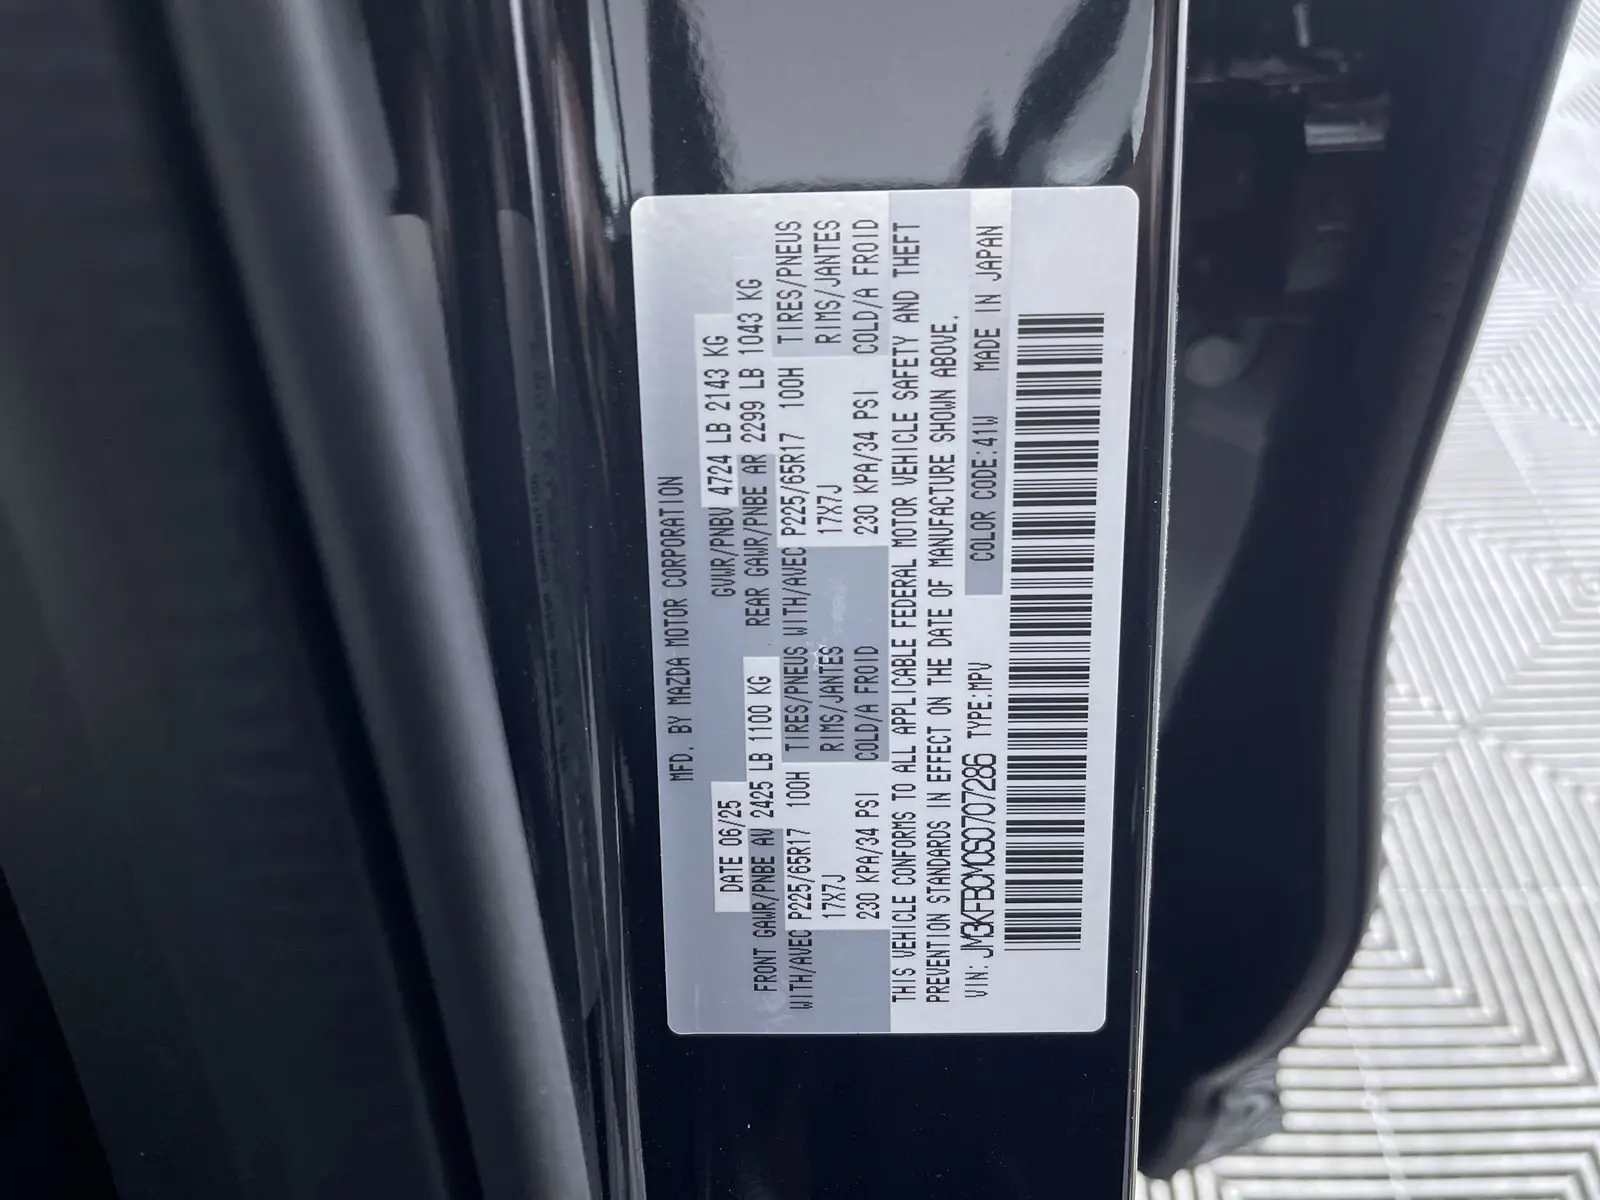 MFD. BY MAZDA MOTOR CORPORATION
DATE 06/25 GVWR/PNBV 4724 LB 2143 KG
FRONT GAWR/PNBE AV 2425 LB 1100 KG REAR GAWR/PNBE AR 2299 LB 1043 KG
WITH/AVEC P225/65R17 100H TIRES/PNEUS WITH/AVEC P225/65R17 100H TIRES/PNEUS
17X7J RIMS/JANTES 17X7J RIMS/JANTES
230 KPA/34 PSI COLD/A FROID 230 KPA/34 PSI COLD/A FROID
THIS VEHICLE CONFORMS TO ALL APPLICABLE FEDERAL MOTOR VEHICLE SAFETY AND THEFT
PREVENTION STANDARDS IN EFFECT ON THE DATE OF MANUFACTURE SHOWN ABOVE.
VIN: JM3KFBCM0S0707286 TYPE:MPV COLOR CODE:41W MADE IN JAPAN